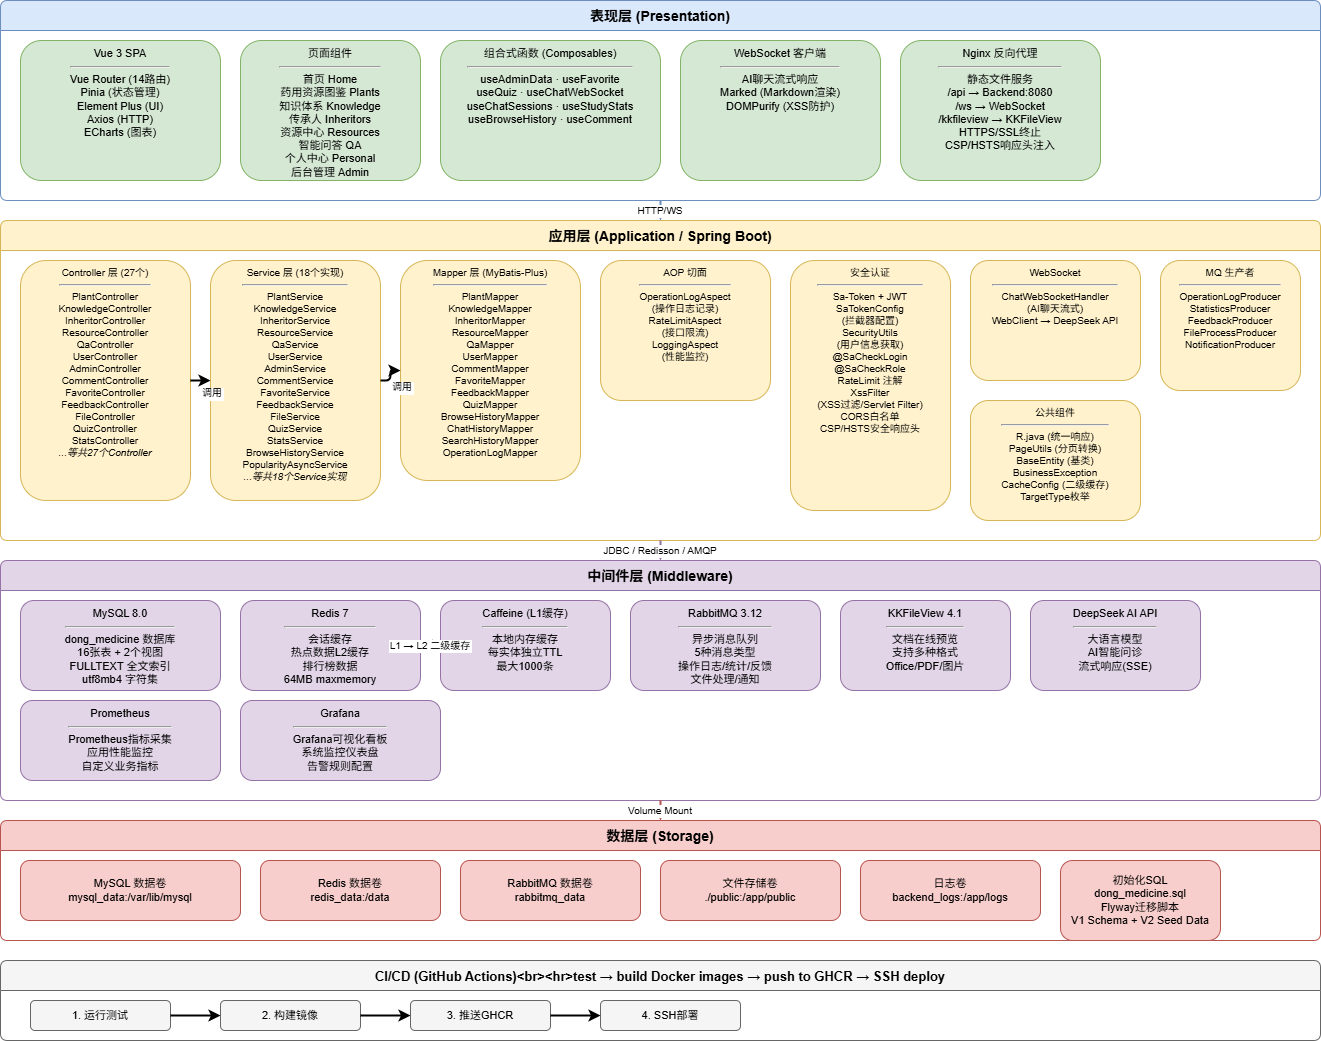 表现层 (Presentation)
Vue 3 SPA
Vue Router (14路由)
Pinia (状态管理)
Element Plus (UI)
Axios (HTTP)
ECharts (图表)
页面组件
首页 Home
药用资源图鉴 Plants
知识体系 Knowledge
传承人 Inheritors
资源中心 Resources
智能问答 QA
个人中心 Personal
后台管理 Admin
组合式函数 (Composables)
useAdminData · useFavorite
useQuiz · useChatWebSocket
useChatSessions · useStudyStats
useBrowseHistory · useComment
WebSocket 客户端
AI聊天流式响应
Marked (Markdown渲染)
DOMPurify (XSS防护)
Nginx 反向代理
静态文件服务
/api → Backend:8080
/ws → WebSocket
/kkfileview → KKFileView
HTTPS/SSL终止
CSP/HSTS响应头注入
HTTP/WS
应用层 (Application / Spring Boot)
Controller 层 (27个)
PlantController
KnowledgeController
InheritorController
ResourceController
QaController
UserController
AdminController
CommentController
FavoriteController
FeedbackController
FileController
QuizController
StatsController
...等共27个Controller
调用
Service 层 (18个实现)
PlantService
KnowledgeService
InheritorService
ResourceService
QaService
UserService
AdminService
CommentService
FavoriteService
FeedbackService
FileService
QuizService
StatsService
BrowseHistoryService
PopularityAsyncService
...等共18个Service实现
调用
Mapper 层 (MyBatis-Plus)
PlantMapper
KnowledgeMapper
InheritorMapper
ResourceMapper
QaMapper
UserMapper
CommentMapper
FavoriteMapper
FeedbackMapper
QuizMapper
BrowseHistoryMapper
ChatHistoryMapper
SearchHistoryMapper
OperationLogMapper
AOP 切面
OperationLogAspect
(操作日志记录)
RateLimitAspect
(接口限流)
LoggingAspect
(性能监控)
安全认证
Sa-Token + JWT
SaTokenConfig
(拦截器配置)
SecurityUtils
(用户信息获取)
@SaCheckLogin
@SaCheckRole
RateLimit 注解
XssFilter
(XSS过滤/Servlet Filter)
CORS白名单
CSP/HSTS安全响应头
WebSocket
ChatWebSocketHandler
(AI聊天流式)
WebClient → DeepSeek API
公共组件
R.java (统一响应)
PageUtils (分页转换)
BaseEntity (基类)
BusinessException
CacheConfig (二级缓存)
TargetType枚举
MQ 生产者
OperationLogProducer
StatisticsProducer
FeedbackProducer
FileProcessProducer
NotificationProducer
JDBC / Redisson / AMQP
中间件层 (Middleware)
MySQL 8.0
dong_medicine 数据库
16张表 + 2个视图
FULLTEXT 全文索引
utf8mb4 字符集
Redis 7
会话缓存
热点数据L2缓存
排行榜数据
64MB maxmemory
L1 → L2 二级缓存
Caffeine (L1缓存)
本地内存缓存
每实体独立TTL
最大1000条
RabbitMQ 3.12
异步消息队列
5种消息类型
操作日志/统计/反馈
文件处理/通知
KKFileView 4.1
文档在线预览
支持多种格式
Office/PDF/图片
DeepSeek AI API
大语言模型
AI智能问诊
流式响应(SSE)
Prometheus
Prometheus指标采集
应用性能监控
自定义业务指标
Grafana
Grafana可视化看板
系统监控仪表盘
告警规则配置
Volume Mount
数据层 (Storage)
MySQL 数据卷
mysql_data:/var/lib/mysql
Redis 数据卷
redis_data:/data
RabbitMQ 数据卷
rabbitmq_data
文件存储卷
./public:/app/public
日志卷
backend_logs:/app/logs
初始化SQL
dong_medicine.sql
Flyway迁移脚本
V1 Schema + V2 Seed Data
CI/CD (GitHub Actions)<br><hr>test → build Docker images → push to GHCR → SSH deploy
1. 运行测试
2. 构建镜像
3. 推送GHCR
4. SSH部署